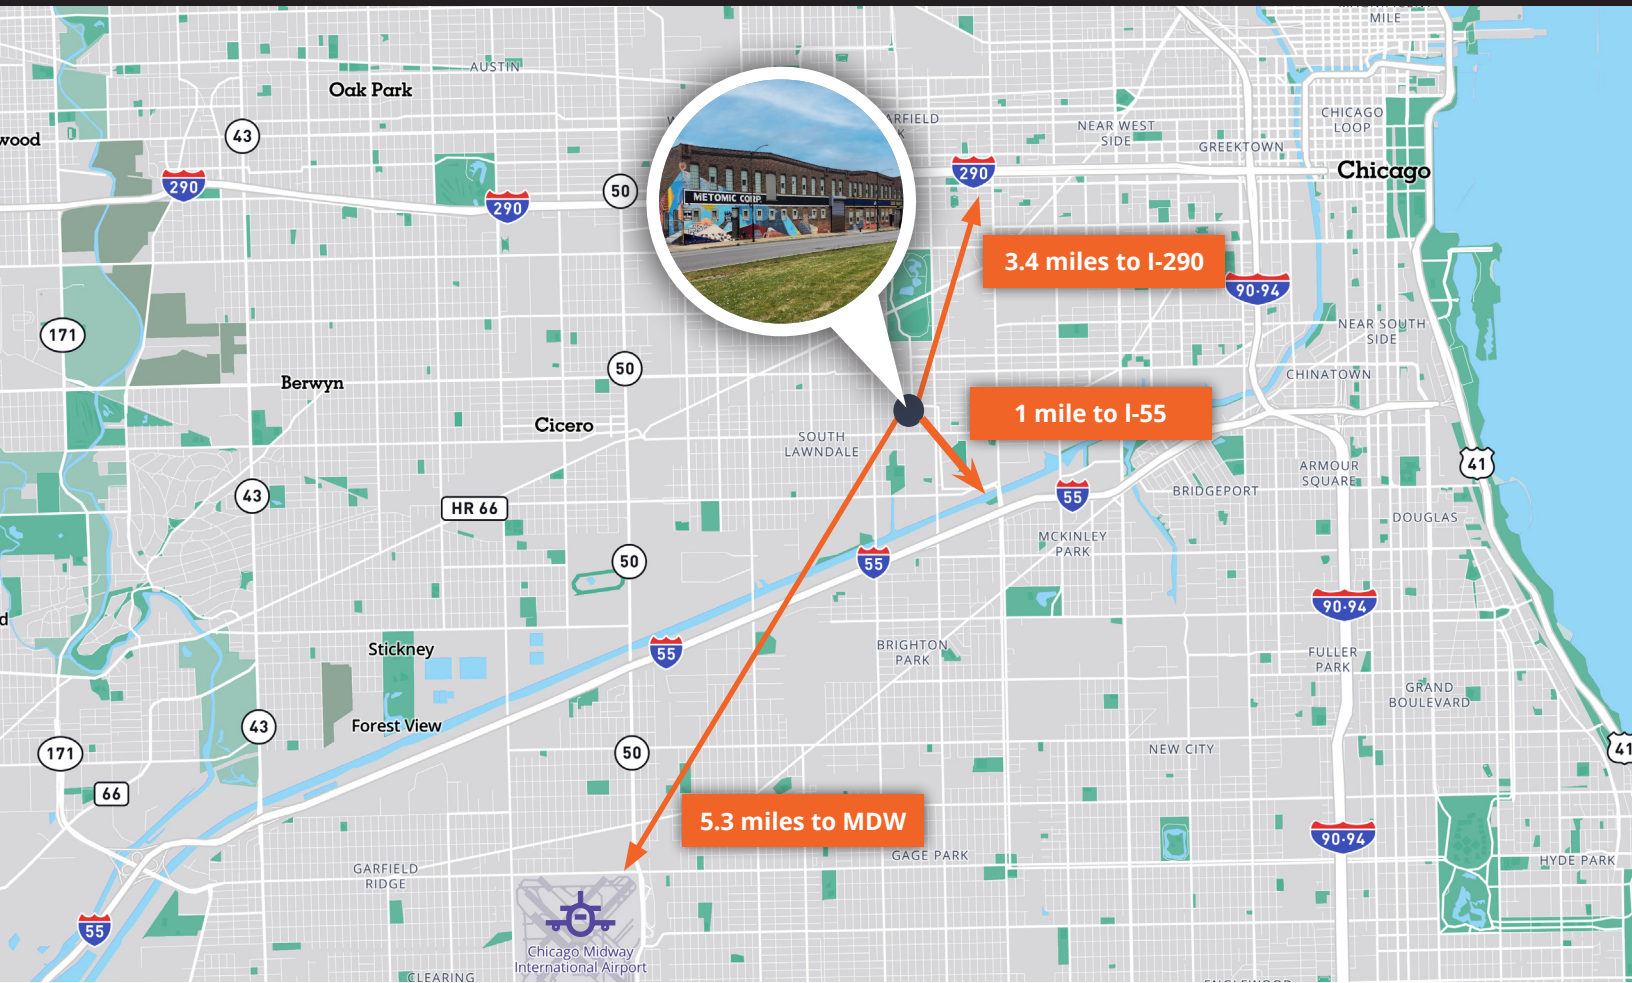 MILE
AUSTIN
Oak Park
CHICAGO
LOOP
wood
43
NEAR WEST
SIDE
GREEKTOWN
290
290
290
50
Chicago
METOMIC CORP.
3.4 miles to I-290
90-94
171
NEAR SOUTH
SIDE
50
CHINATOWN
Berwyn
1 mile to I-55
Cicero
SOUTH
LAWNDALE
41
ARMOUR
SQUARE
43
55
BRIDGEPORT
HR 66
DOUGLAS
MCKINLEY
PARK
50
55
90-94
BRIGHTON
PARK
Stickney
55
FULLER
PARK
GRAND
BOULEVARD
43
Forest View
171
50
NEW CITY
41
66
5.3 miles to MDW
90-94
GAGE PARK
HYDE PARK
GARFIELD
RIDGE
55
Chicago Midway
International Airport
CLEARING